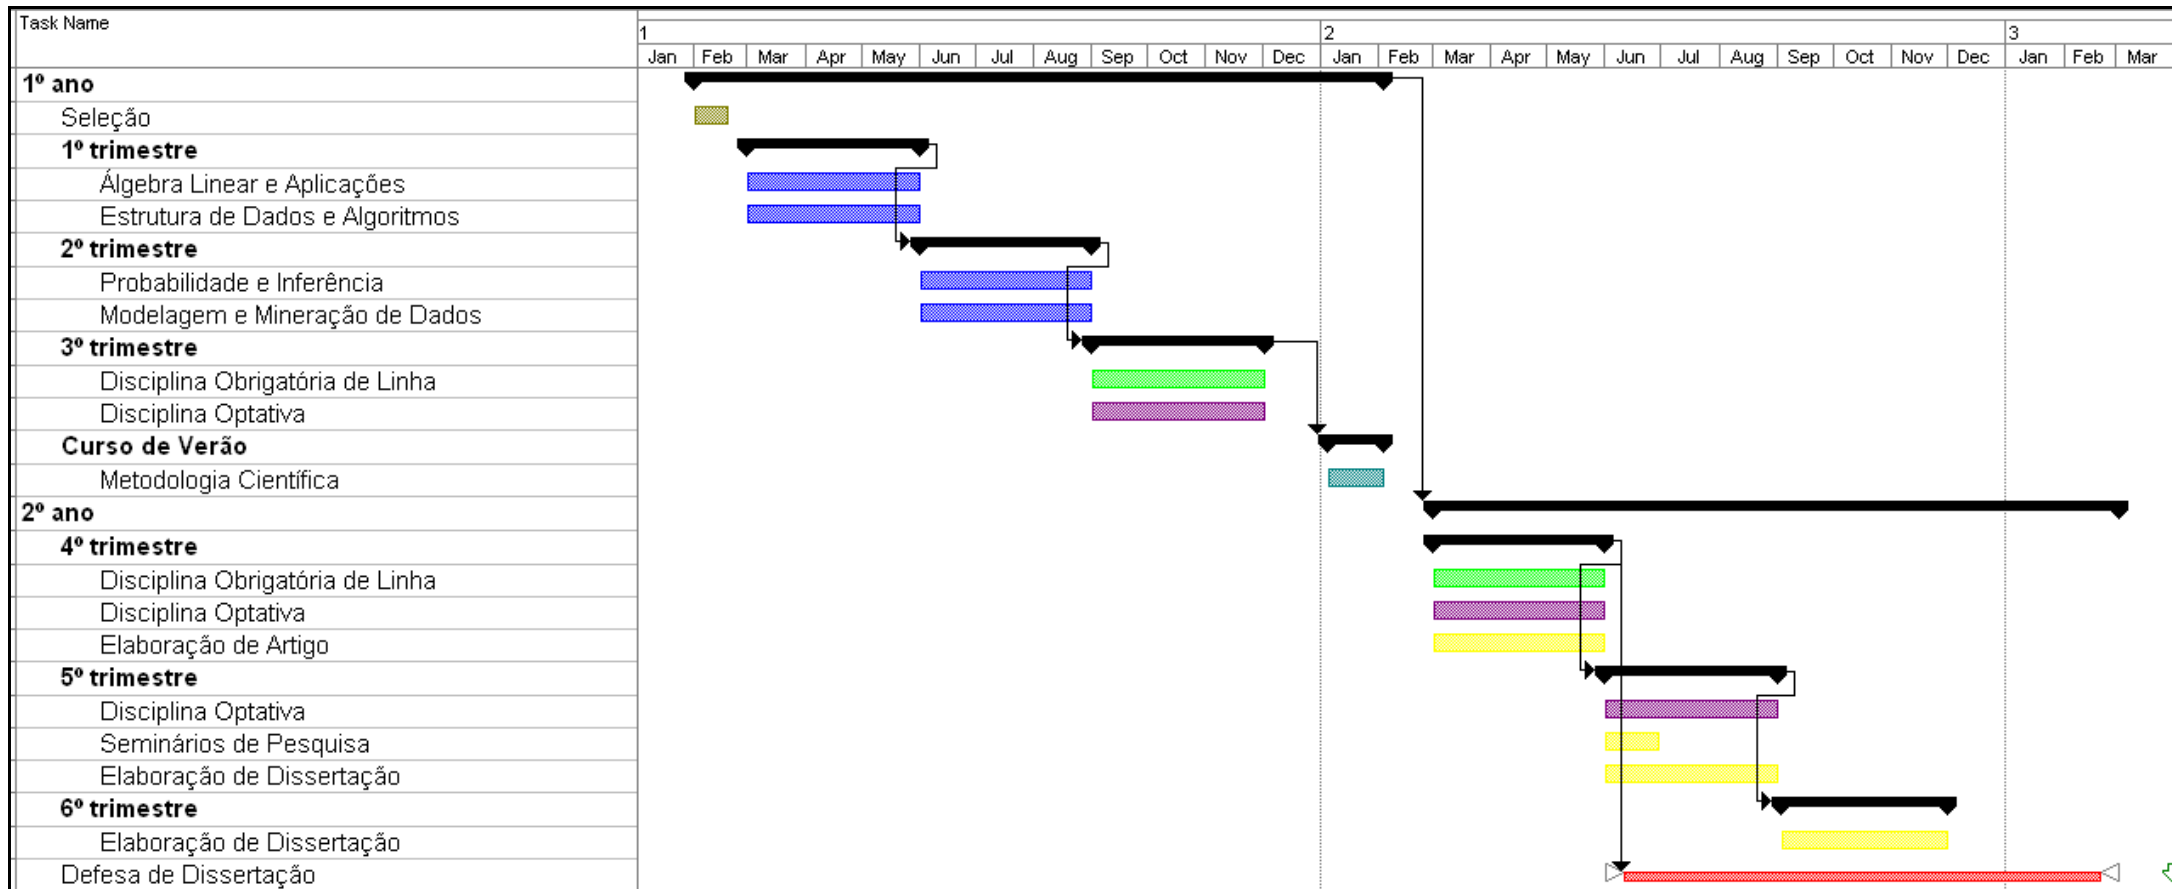 Task Name
1 2 3
Jan Feb Mar Apr May Jun Jul Aug Sep Oct Nov Dec Jan Feb Mar Apr May Jun Jul Aug Sep Oct Nov Dec Jan Feb Mar
1º ano
Seleção
1º trimestre
Álgebra Linear e Aplicações
Estrutura de Dados e Algoritmos
2º trimestre
Probabilidade e Inferência
Modelagem e Mineração de Dados
3º trimestre
Disciplina Obrigatória de Linha
Disciplina Optativa
Curso de Verão
Metodologia Científica
2º ano
4º trimestre
Disciplina Obrigatória de Linha
Disciplina Optativa
Elaboração de Artigo
5º trimestre
Disciplina Optativa
Seminários de Pesquisa
Elaboração de Dissertação
6º trimestre
Elaboração de Dissertação
Defesa de Dissertação